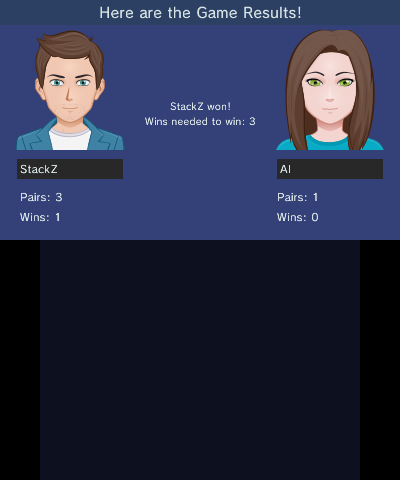 Here are the Game Results!
StackZ won!
Wins needed to win: 3
StackZ
AI
Pairs: 3
Pairs: 1
Wins: 1
Wins: 0